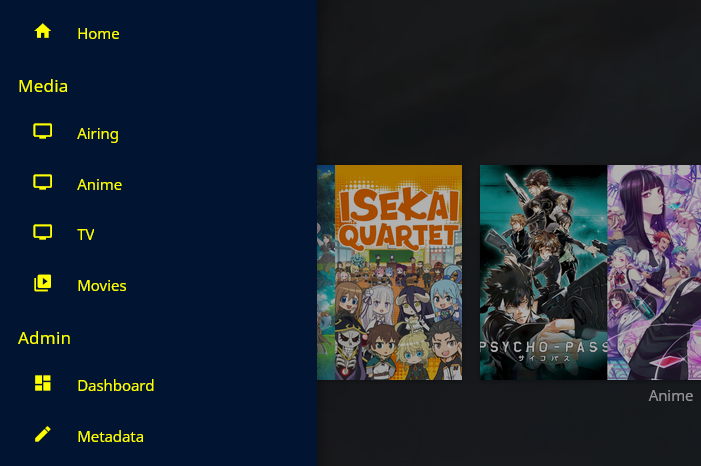 Home
Media
Airing
Anime
TV
Movies
Admin
Dashboard
Metadata
ISEKAI
QUARTET
PSYCHO-PASS
サイコパス
Anime